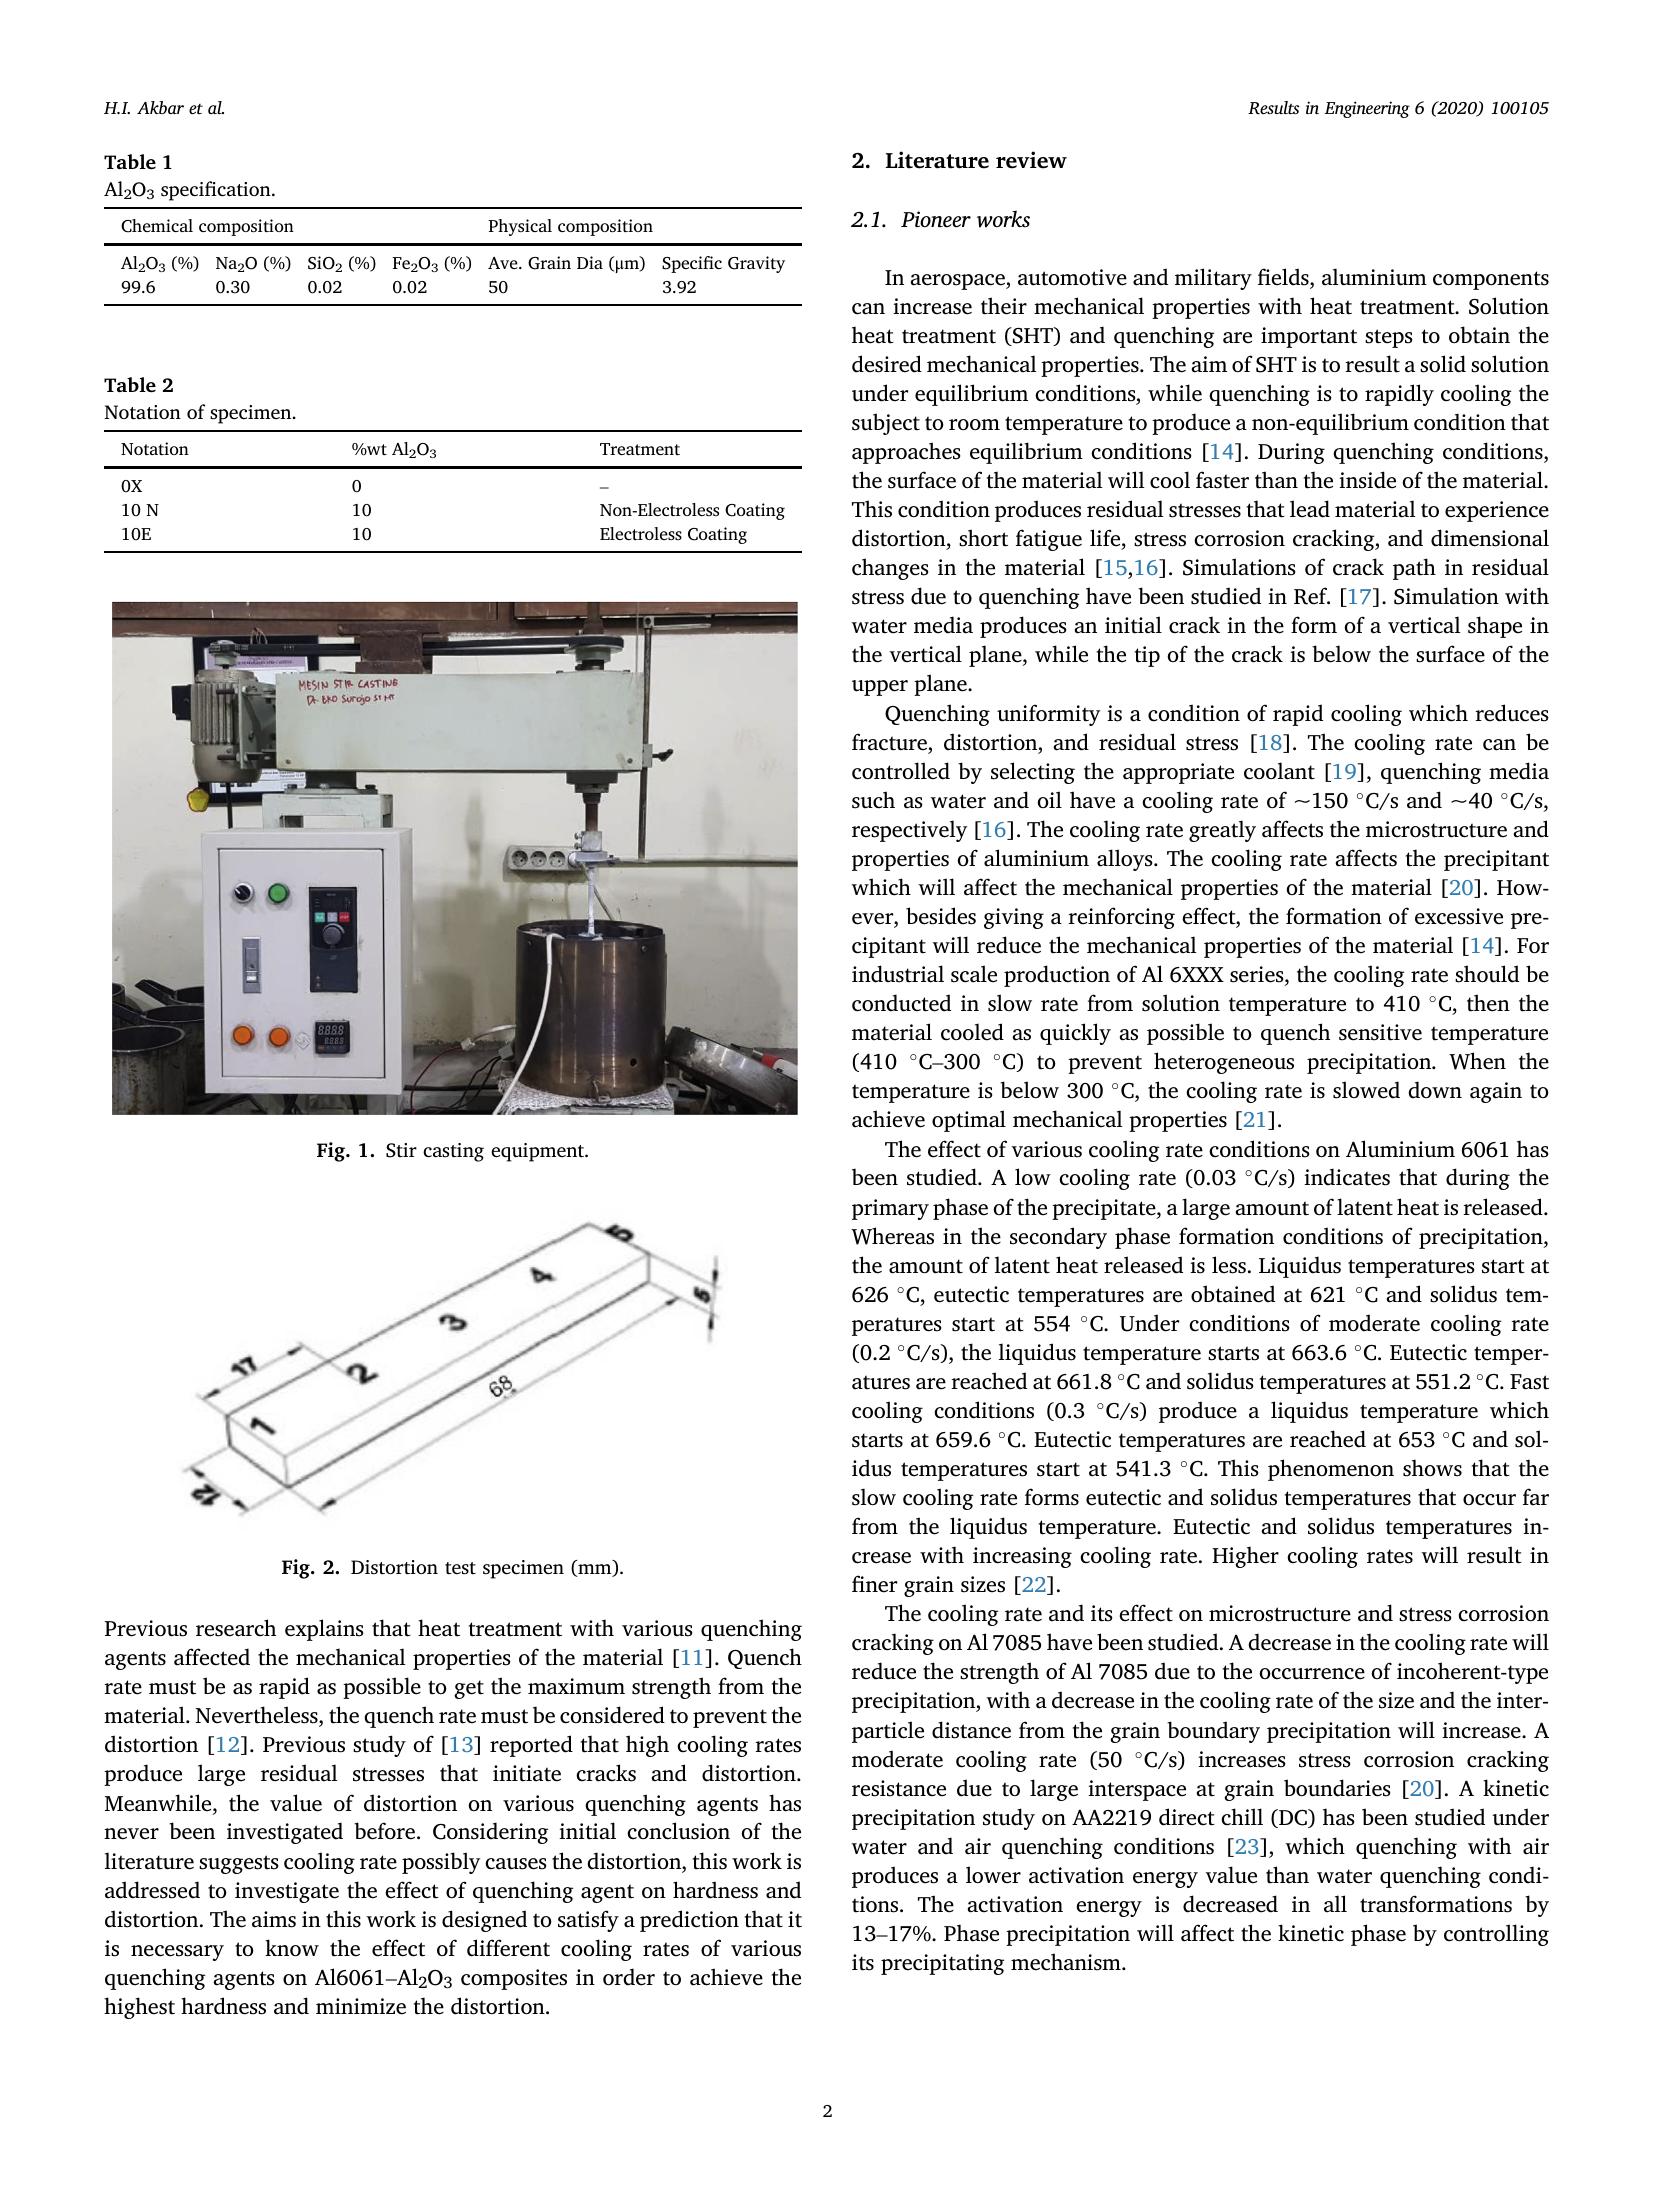 H.I. Akbar et al.
Results in Engineering 6 (2020) 100105
Table 1
Al2O3 specification.
Chemical composition Physical composition
Al2O3 (%) Na2O (%) SiO2 (%) Fe2O3 (%) Ave. Grain Dia (μm) Specific Gravity
99.6 0.30 0.02 0.02 50 3.92
Table 2
Notation of specimen.
Notation %wt Al2O3 Treatment
0X 0 –
10 N 10 Non-Electroless Coating
10E 10 Electroless Coating
MESIN STIR CASTING
Fig. 1. Stir casting equipment.
5
4
6
3
17
2
68
1
12
Fig. 2. Distortion test specimen (mm).
Previous research explains that heat treatment with various quenching
agents affected the mechanical properties of the material [11]. Quench
rate must be as rapid as possible to get the maximum strength from the
material. Nevertheless, the quench rate must be considered to prevent the
distortion [12]. Previous study of [13] reported that high cooling rates
produce large residual stresses that initiate cracks and distortion.
Meanwhile, the value of distortion on various quenching agents has
never been investigated before. Considering initial conclusion of the
literature suggests cooling rate possibly causes the distortion, this work is
addressed to investigate the effect of quenching agent on hardness and
distortion. The aims in this work is designed to satisfy a prediction that it
is necessary to know the effect of different cooling rates of various
quenching agents on Al6061–Al2O3 composites in order to achieve the
highest hardness and minimize the distortion.
2. Literature review
2.1. Pioneer works
In aerospace, automotive and military fields, aluminium components
can increase their mechanical properties with heat treatment. Solution
heat treatment (SHT) and quenching are important steps to obtain the
desired mechanical properties. The aim of SHT is to result a solid solution
under equilibrium conditions, while quenching is to rapidly cooling the
subject to room temperature to produce a non-equilibrium condition that
approaches equilibrium conditions [14]. During quenching conditions,
the surface of the material will cool faster than the inside of the material.
This condition produces residual stresses that lead material to experience
distortion, short fatigue life, stress corrosion cracking, and dimensional
changes in the material [15,16]. Simulations of crack path in residual
stress due to quenching have been studied in Ref. [17]. Simulation with
water media produces an initial crack in the form of a vertical shape in
the vertical plane, while the tip of the crack is below the surface of the
upper plane.
Quenching uniformity is a condition of rapid cooling which reduces
fracture, distortion, and residual stress [18]. The cooling rate can be
controlled by selecting the appropriate coolant [19], quenching media
such as water and oil have a cooling rate of ~150 °C/s and ~40 °C/s,
respectively [16]. The cooling rate greatly affects the microstructure and
properties of aluminium alloys. The cooling rate affects the precipitant
which will affect the mechanical properties of the material [20]. How-
ever, besides giving a reinforcing effect, the formation of excessive pre-
cipitant will reduce the mechanical properties of the material [14]. For
industrial scale production of Al 6XXX series, the cooling rate should be
conducted in slow rate from solution temperature to 410 °C, then the
material cooled as quickly as possible to quench sensitive temperature
(410 °C–300 °C) to prevent heterogeneous precipitation. When the
temperature is below 300 °C, the cooling rate is slowed down again to
achieve optimal mechanical properties [21].
The effect of various cooling rate conditions on Aluminium 6061 has
been studied. A low cooling rate (0.03 °C/s) indicates that during the
primary phase of the precipitate, a large amount of latent heat is released.
Whereas in the secondary phase formation conditions of precipitation,
the amount of latent heat released is less. Liquidus temperatures start at
626 °C, eutectic temperatures are obtained at 621 °C and solidus tem-
peratures start at 554 °C. Under conditions of moderate cooling rate
(0.2 °C/s), the liquidus temperature starts at 663.6 °C. Eutectic temper-
atures are reached at 661.8 °C and solidus temperatures at 551.2 °C. Fast
cooling conditions (0.3 °C/s) produce a liquidus temperature which
starts at 659.6 °C. Eutectic temperatures are reached at 653 °C and sol-
idus temperatures start at 541.3 °C. This phenomenon shows that the
slow cooling rate forms eutectic and solidus temperatures that occur far
from the liquidus temperature. Eutectic and solidus temperatures in-
crease with increasing cooling rate. Higher cooling rates will result in
finer grain sizes [22].
The cooling rate and its effect on microstructure and stress corrosion
cracking on Al 7085 have been studied. A decrease in the cooling rate will
reduce the strength of Al 7085 due to the occurrence of incoherent-type
precipitation, with a decrease in the cooling rate of the size and the inter-
particle distance from the grain boundary precipitation will increase. A
moderate cooling rate (50 °C/s) increases stress corrosion cracking
resistance due to large interspace at grain boundaries [20]. A kinetic
precipitation study on AA2219 direct chill (DC) has been studied under
water and air quenching conditions [23], which quenching with air
produces a lower activation energy value than water quenching condi-
tions. The activation energy is decreased in all transformations by
13–17%. Phase precipitation will affect the kinetic phase by controlling
its precipitating mechanism.
2